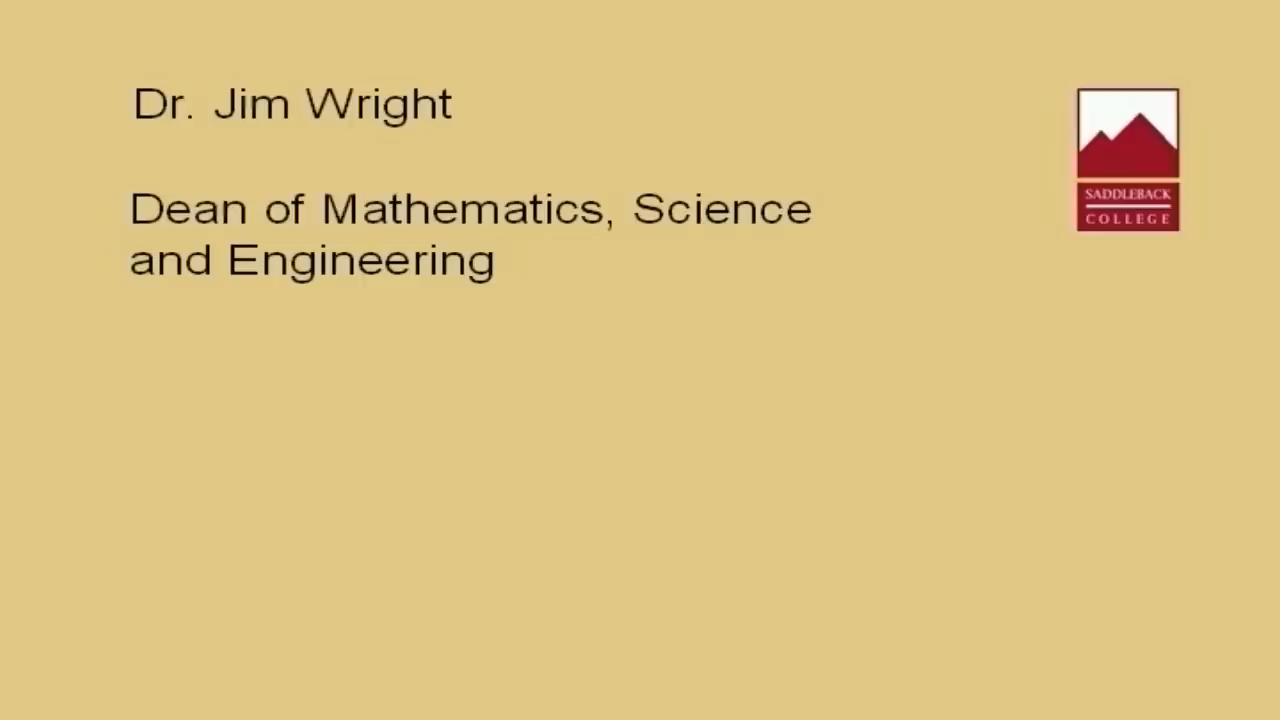 Dr. Jim Wright
Dean of Mathematics, Science
and Engineering
SADDLEBACK
COLLEGE